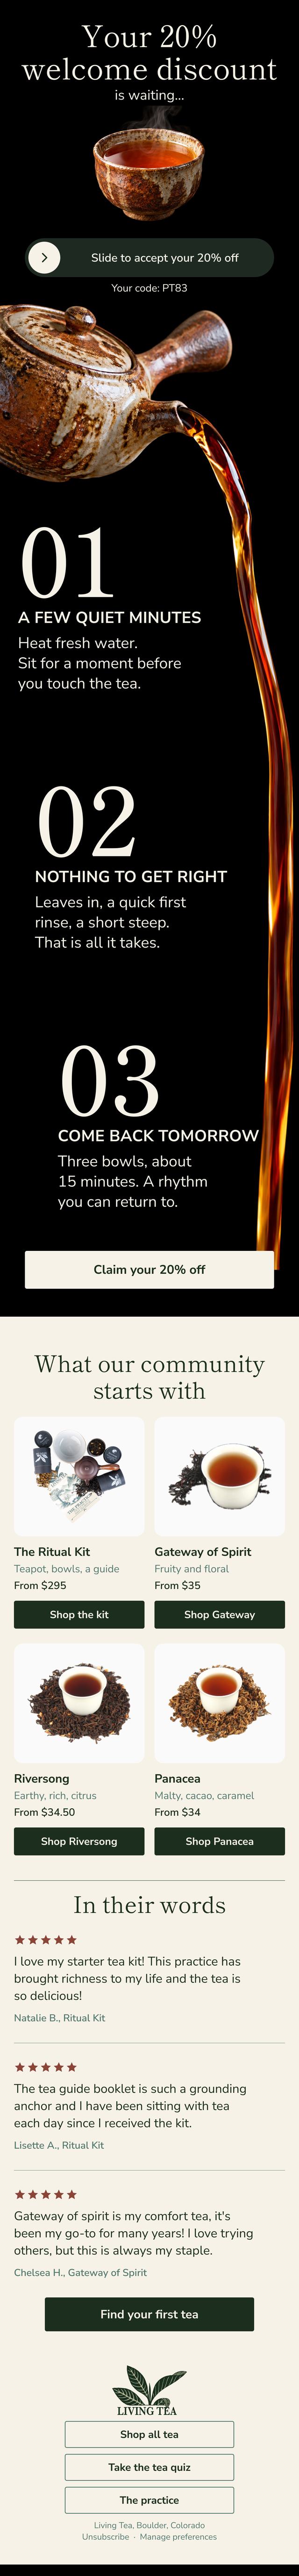 Your 20%
welcome discount
is waiting...
Slide to accept your 20% off
Your code: PT83
01
A FEW QUIET MINUTES
Heat fresh water.
Sit for a moment before
you touch the tea.
02
NOTHING TO GET RIGHT
Leaves in, a quick first
rinse, a short steep.
That is all it takes.
03
COME BACK TOMORROW
Three bowls, about
15 minutes. A rhythm
you can return to.
Claim your 20% off
What our community
starts with
The Ritual Kit
Teapot, bowls, a guide
From $295
Shop the kit
Gateway of Spirit
Fruity and floral
From $35
Shop Gateway
Riversong
Earthy, rich, citrus
From $34.50
Shop Riversong
Panacea
Malty, cacao, caramel
From $34
Shop Panacea
In their words
★★★★★
I love my starter tea kit! This practice has
brought richness to my life and the tea is
so delicious!
Natalie B., Ritual Kit
★★★★★
The tea guide booklet is such a grounding
anchor and I have been sitting with tea
each day since I received the kit.
Lisette A., Ritual Kit
★★★★★
Gateway of spirit is my comfort tea, it's
been my go-to for many years! I love trying
others, but this is always my staple.
Chelsea H., Gateway of Spirit
Find your first tea
LIVING TEA
Shop all tea
Take the tea quiz
The practice
Living Tea, Boulder, Colorado
Unsubscribe · Manage preferences